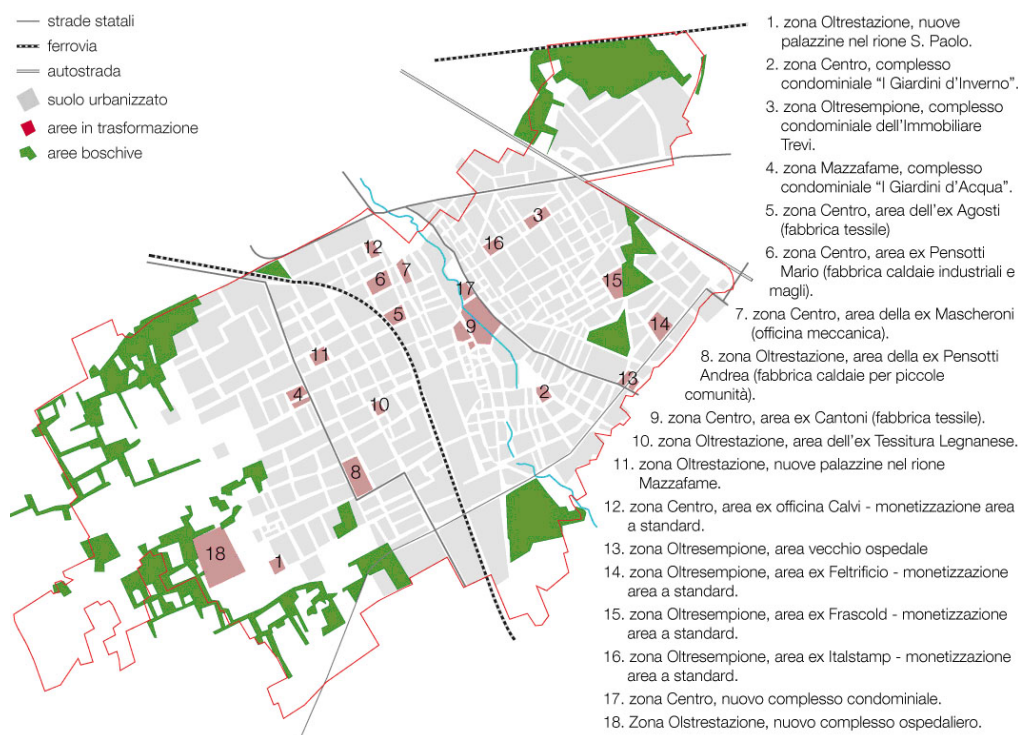 strade statali
ferrovia
autostrada
suolo urbanizzato
aree in trasformazione
aree boschive
1. zona Oltrestazione, nuove
palazzine nel rione S. Paolo.
2. zona Centro, complesso
condominiale “I Giardini d’Inverno”.
3. zona Oltresempione, complesso
condominiale dell’Immobiliare
Trevi.
4. zona Mazzafame, complesso
condominiale “I Giardini d’Acqua”.
5. zona Centro, area dell’ex Agosti
(fabbrica tessile)
6. zona Centro, area ex Pensotti
Mario (fabbrica caldaie industriali e
magli).
7. zona Centro, area della ex Mascheroni
(officina meccanica).
8. zona Oltrestazione, area della ex Pensotti
Andrea (fabbrica caldaie per piccole
comunità).
9. zona Centro, area ex Cantoni (fabbrica tessile).
10. zona Oltrestazione, area dell’ex Tessitura Legnanese.
11. zona Oltrestazione, nuove palazzine nel rione
Mazzafame.
12. zona Centro, area ex officina Calvi - monetizzazione area
a standard.
13. zona Oltresempione, area vecchio ospedale
14. zona Oltresempione, area ex Feltrificio - monetizzazione
area a standard.
15. zona Oltresempione, area ex Frascold - monetizzazione
area a standard.
16. zona Oltresempione, area ex Italstamp - monetizzazione
area a standard.
17. zona Centro, nuovo complesso condominiale.
18. Zona Olstrestazione, nuovo complesso ospedaliero.
3
12
16
7
6
15
17
5
14
9
11
13
4
2
10
8
18
1